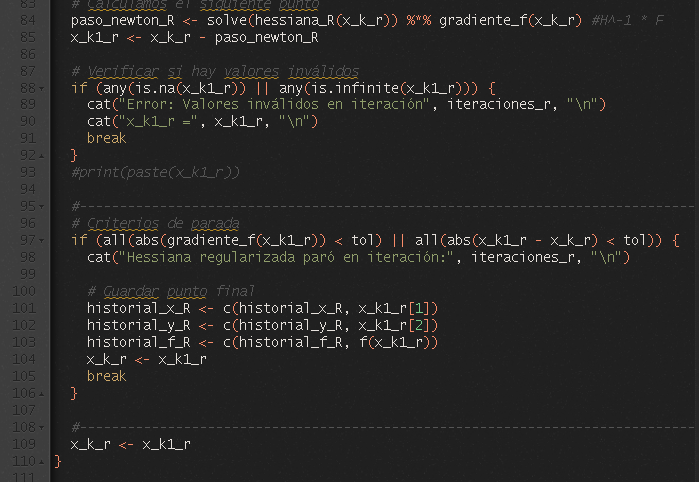 83 # Calculamos el siguiente punto
84 paso_newton_R <- solve(hessiana_R(x_k_r)) %*% gradiente_f(x_k_r) #H^-1 * F
85 x_k1_r <- x_k_r - paso_newton_R
86
87 # Verificar si hay valores inválidos
88 if (any(is.na(x_k1_r)) || any(is.infinite(x_k1_r))) {
89 cat("Error: Valores inválidos en iteración", iteraciones_r, "\n")
90 cat("x_k1_r =", x_k1_r, "\n")
91 break
92 }
93 #print(paste(x_k1_r))
94
95 #------------------------------------------------------------------------------
96 # Criterios de parada
97 if (all(abs(gradiente_f(x_k1_r)) < tol) || all(abs(x_k1_r - x_k_r) < tol)) {
98 cat("Hessiana regularizada paró en iteración:", iteraciones_r, "\n")
99
100 # Guardar punto final
101 historial_x_R <- c(historial_x_R, x_k1_r[1])
102 historial_y_R <- c(historial_y_R, x_k1_r[2])
103 historial_f_R <- c(historial_f_R, f(x_k1_r))
104 x_k_r <- x_k1_r
105 break
106 }
107
108 #------------------------------------------------------------------------------
109 x_k_r <- x_k1_r
110 }
111